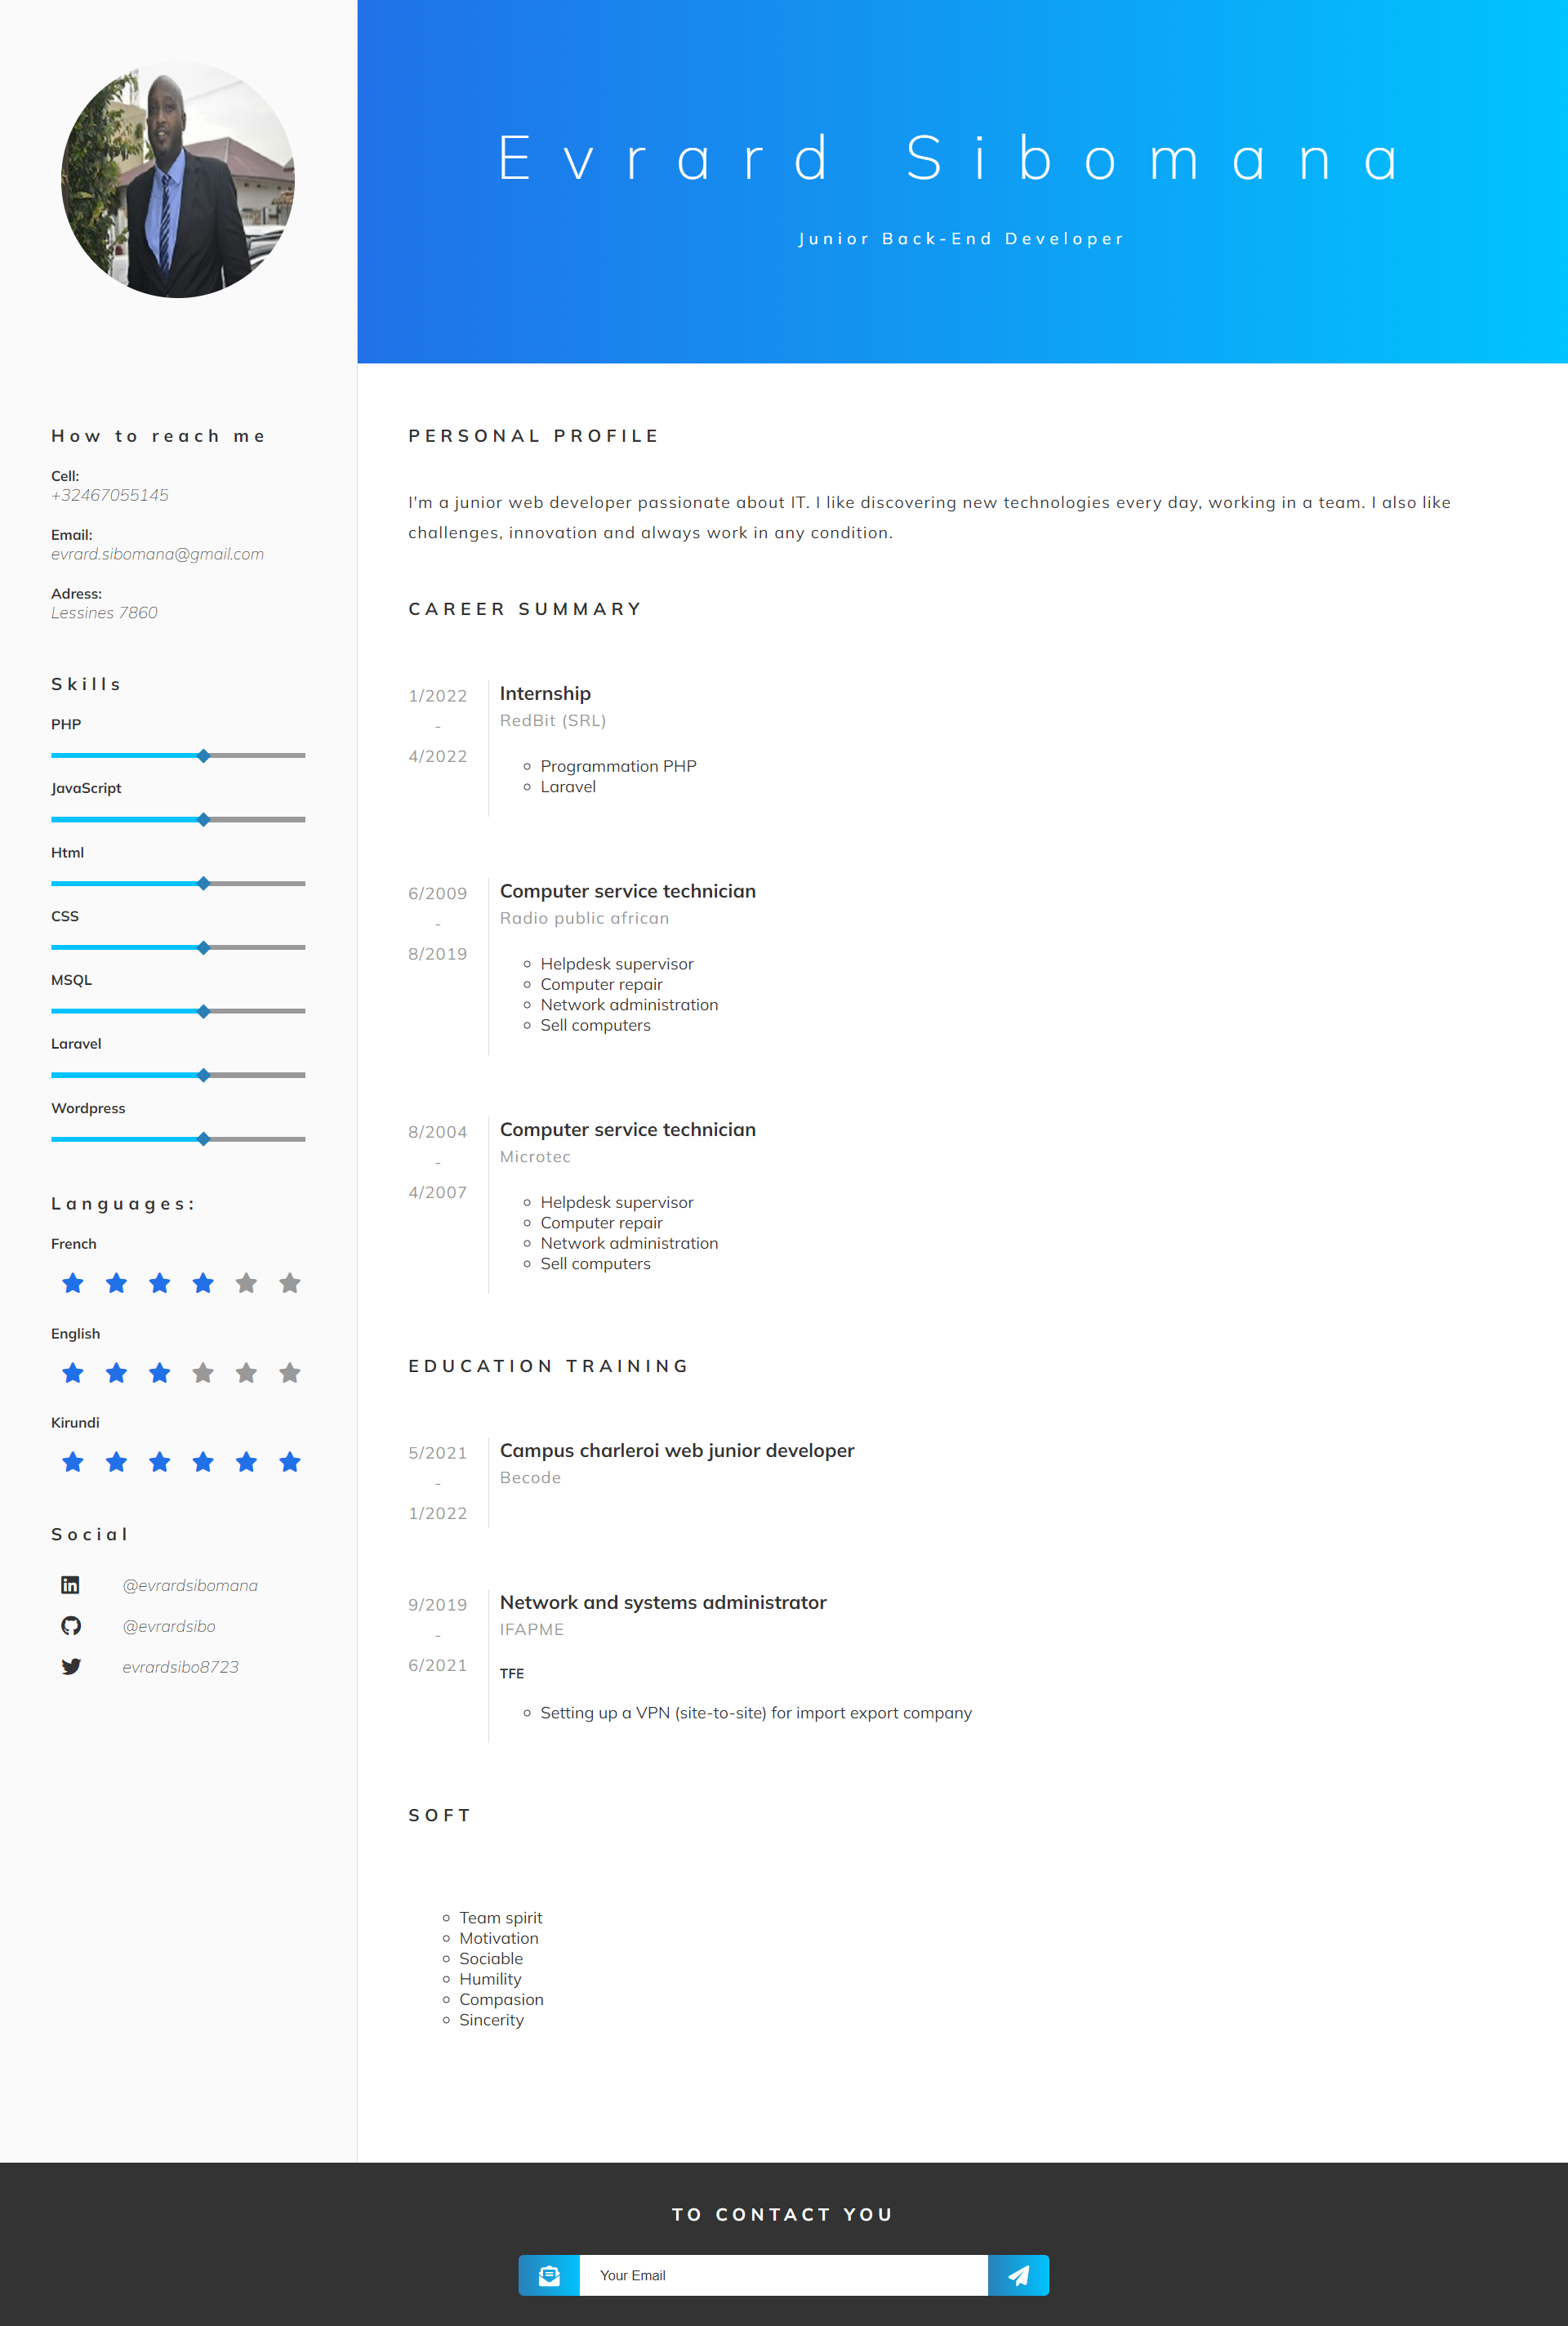 Evrard Sibomana
Junior Back-End Developer
How to reach me
Cell:
+32467055145
Email:
evrard.sibomana@gmail.com
Adress:
Lessines 7860
Skills
PHP
JavaScript
Html
CSS
MSQL
Laravel
Wordpress
Languages:
French
English
Kirundi
Social
@evrardsibomana
@evrardsibo
evrardsibo8723
PERSONAL PROFILE
I'm a junior web developer passionate about IT. I like discovering new technologies every day, working in a team. I also like
challenges, innovation and always work in any condition.
CAREER SUMMARY
1/2022
-
4/2022
Internship
RedBit (SRL)
Programmation PHP
Laravel
6/2009
-
8/2019
Computer service technician
Radio public african
Helpdesk supervisor
Computer repair
Network administration
Sell computers
8/2004
-
4/2007
Computer service technician
Microtec
Helpdesk supervisor
Computer repair
Network administration
Sell computers
EDUCATION TRAINING
5/2021
-
1/2022
Campus charleroi web junior developer
Becode
9/2019
-
6/2021
Network and systems administrator
IFAPME
TFE
Setting up a VPN (site-to-site) for import export company
SOFT
Team spirit
Motivation
Sociable
Humility
Compasion
Sincerity
TO CONTACT YOU
Your Email